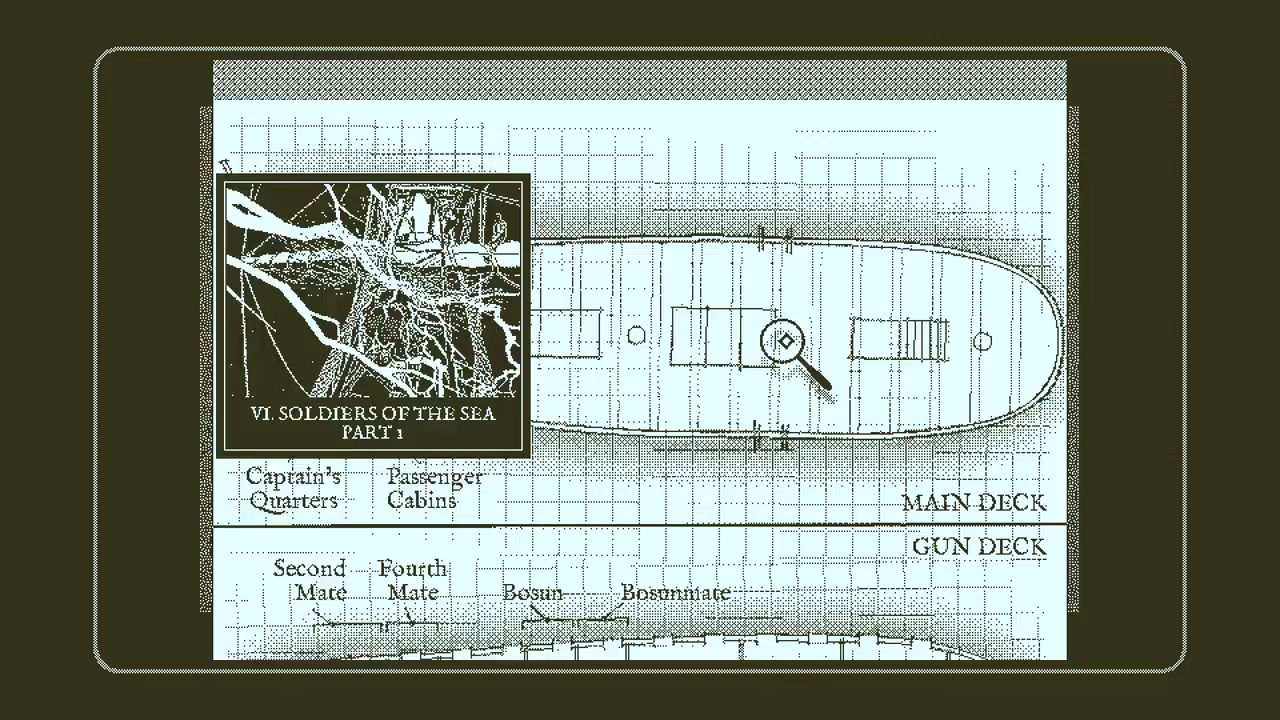 VI. SOLDIERS OF THE SEA
PART 1
Captain's
Quarters
Passenger
Cabins
MAIN DECK
GUN DECK
Second
Mate
Fourth
Mate
Bosun
Bosunmate